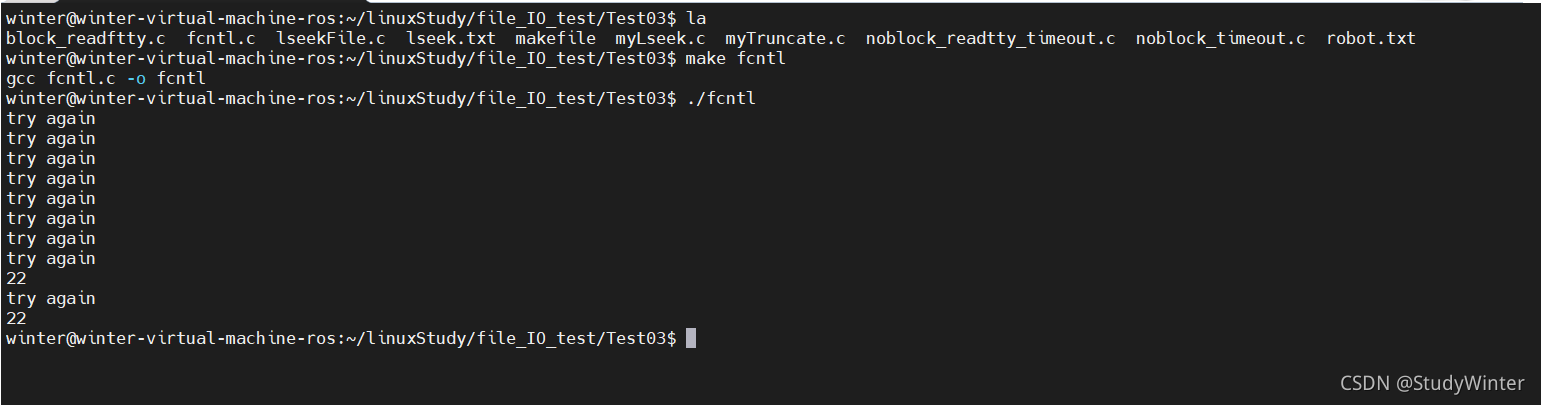 winter@winter-virtual-machine-ros:~/linuxStudy/file_IO_test/Test03$ la
block_readftty.c  fcntl.c  lseekFile.c  lseek.txt  makefile  myLseek.c  myTruncate.c  noblock_readtty_timeout.c  noblock_timeout.c  robot.txt
winter@winter-virtual-machine-ros:~/linuxStudy/file_IO_test/Test03$ make fcntl
gcc fcntl.c -o fcntl
winter@winter-virtual-machine-ros:~/linuxStudy/file_IO_test/Test03$ ./fcntl
try again
try again
try again
try again
try again
try again
try again
try again
22
try again
22
winter@winter-virtual-machine-ros:~/linuxStudy/file_IO_test/Test03$
CSDN @StudyWinter